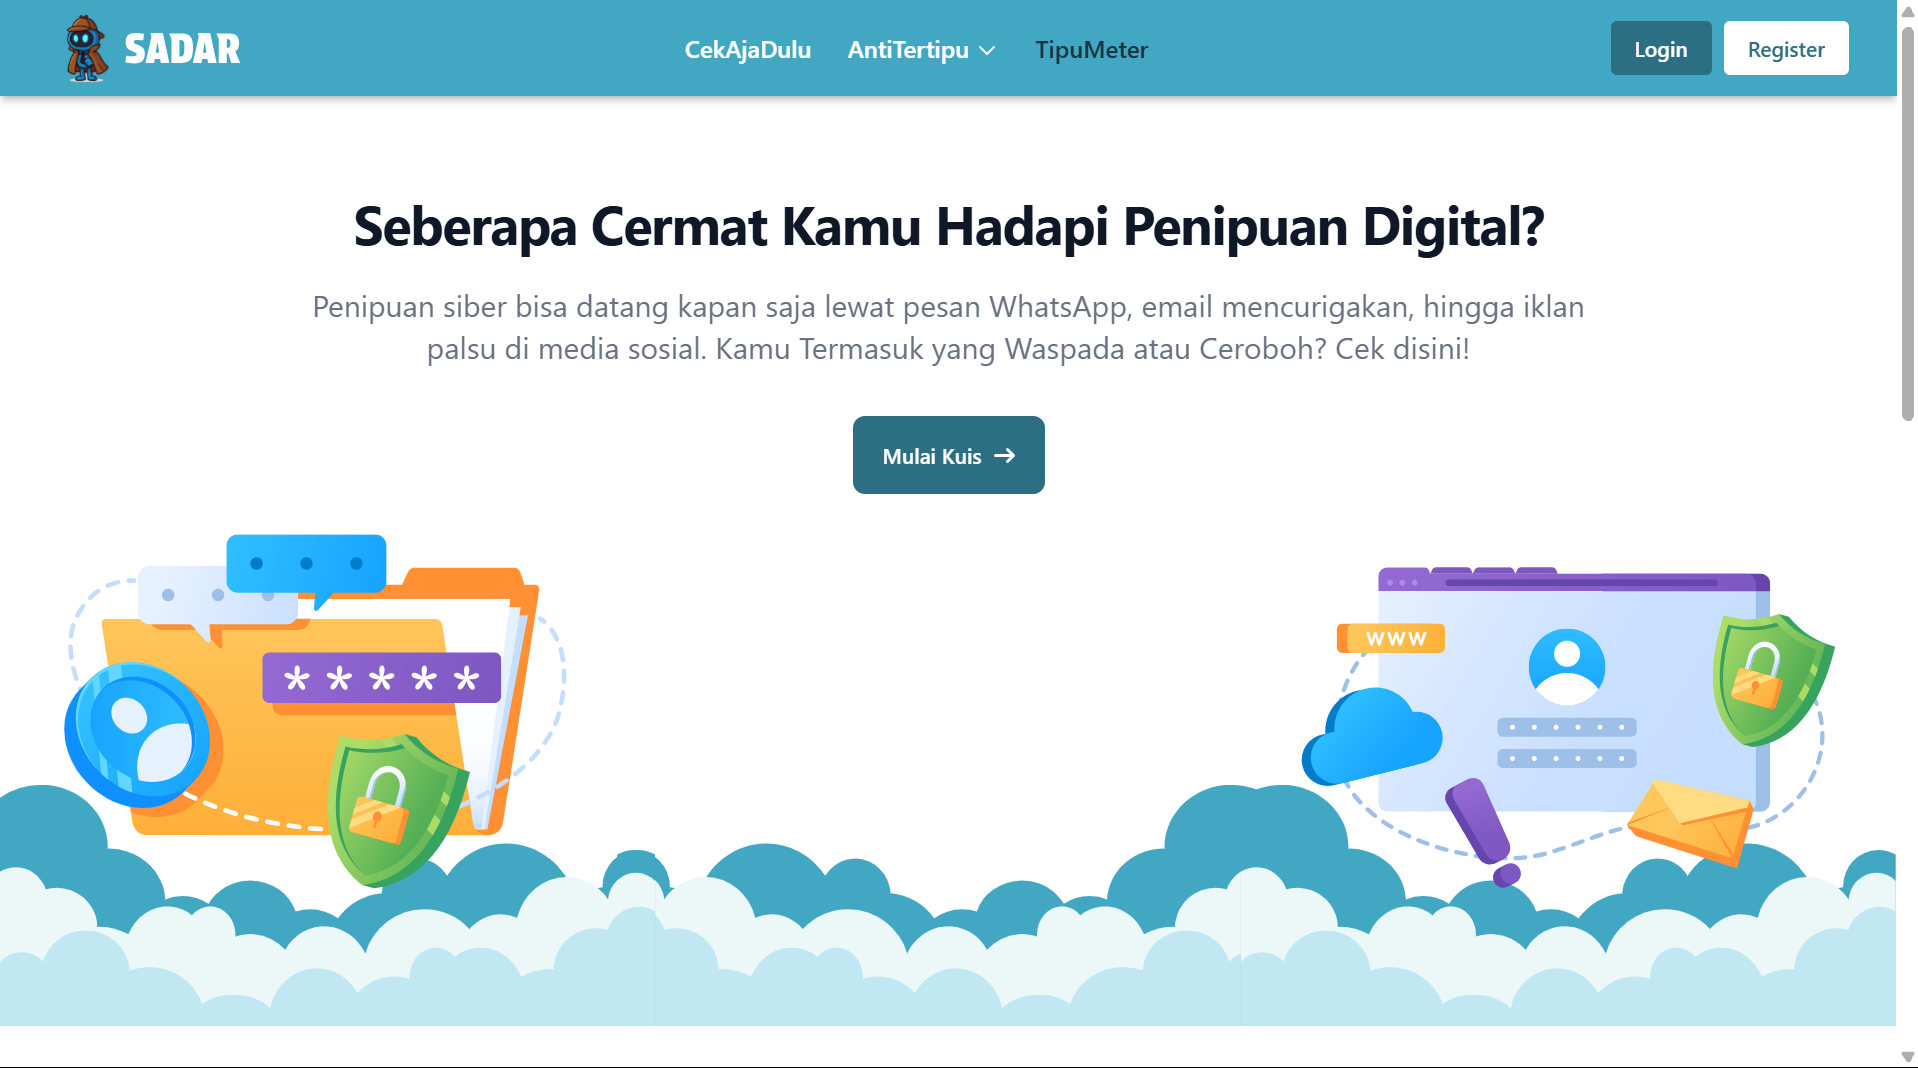 SADAR
CekAjaDulu
AntiTertipu
TipuMeter
Login
Register
Seberapa Cermat Kamu Hadapi Penipuan Digital?
Penipuan siber bisa datang kapan saja lewat pesan WhatsApp, email mencurigakan, hingga iklan
palsu di media sosial. Kamu Termasuk yang Waspada atau Ceroboh? Cek disini!
Mulai Kuis →
* * * * *
WWW